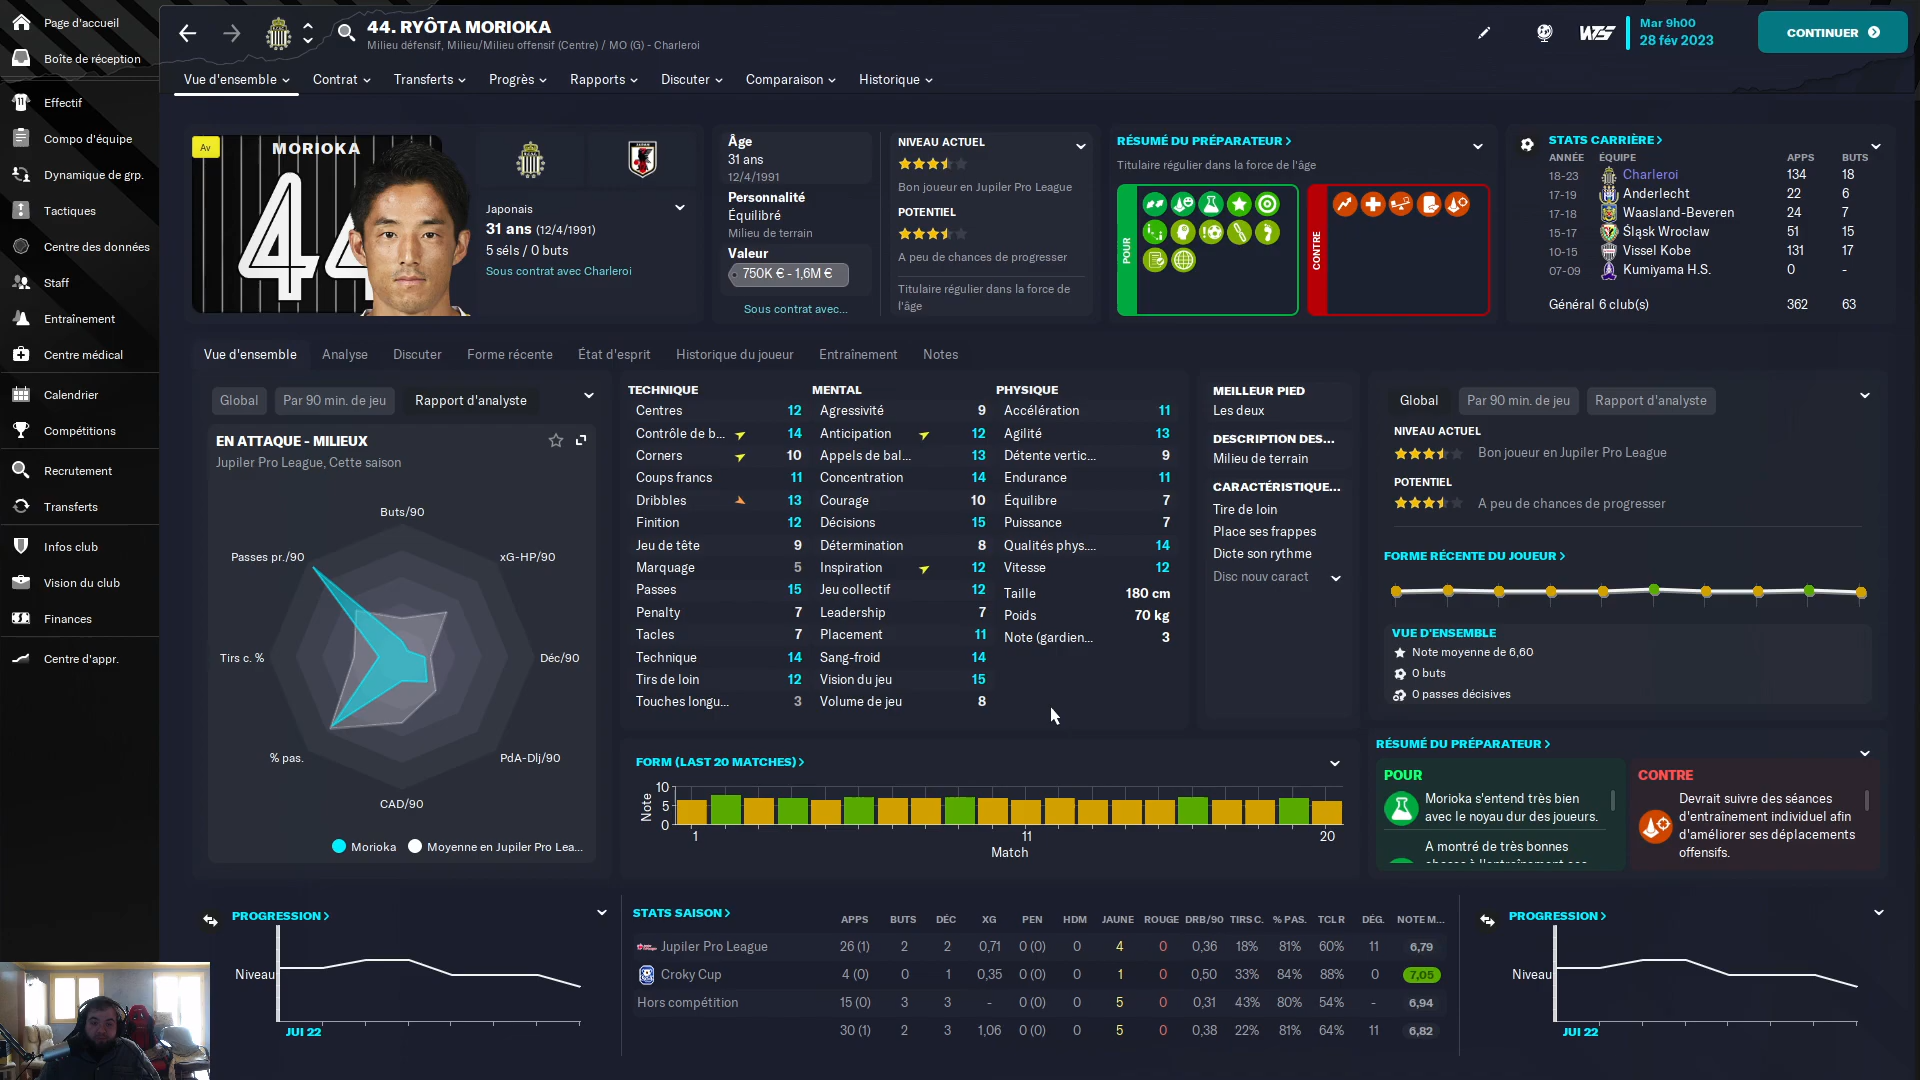 Page d'accueil
Boîte de réception
Effectif
Compo d'équipe
Dynamique de grp.
Tactiques
Centre des données
Staff
Entraînement
Centre médical
Calendrier
Compétitions
Recrutement
Transferts
Infos club
Vision du club
Finances
Centre d'appr.
44. RYÔTA MORIOKA
Milieu défensif, Milieu/Milieu offensif (Centre) / MO (G) - Charleroi
Mar 9h00
28 fév 2023
CONTINUER
Vue d'ensemble
Contrat
Transferts
Progrès
Rapports
Discuter
Comparaison
Historique
Av
MORIOKA
44
Japonais
31 ans (12/4/1991)
5 séls / 0 buts
Sous contrat avec Charleroi
Âge
31 ans
12/4/1991
Personnalité
Équilibré
Milieu de terrain
Valeur
750K € - 1,6M €
Sous contrat avec...
NIVEAU ACTUEL
Bon joueur en Jupiler Pro League
POTENTIEL
A peu de chances de progresser
Titulaire régulier dans la force de
l'âge
RÉSUMÉ DU PRÉPARATEUR >
Titulaire régulier dans la force de l'âge
POUR
CONTRE
STATS CARRIÈRE >
ANNÉE ÉQUIPE APPS BUTS
18-23 Charleroi 134 18
17-19 Anderlecht 22 6
17-18 Waasland-Beveren 24 7
15-17 Śląsk Wrocław 51 15
10-15 Vissel Kobe 131 17
07-09 Kumiyama H.S. 0 -
Général 6 club(s) 362 63
Vue d'ensemble
Analyse
Discuter
Forme récente
État d'esprit
Historique du joueur
Entraînement
Notes
Global
Par 90 min. de jeu
Rapport d'analyste
EN ATTAQUE - MILIEUX
Jupiler Pro League, Cette saison
Buts/90
Passes pr./90
xG-HP/90
Tirs c. %
Déc/90
% pas.
PdA-Dlj/90
CAD/90
Morioka
Moyenne en Jupiler Pro Lea...
TECHNIQUE
Centres 12
Contrôle de b... 14
Corners 10
Coups francs 11
Dribbles 13
Finition 12
Jeu de tête 9
Marquage 5
Passes 15
Penalty 7
Tacles 7
Technique 14
Tirs de loin 12
Touches longu... 3
MENTAL
Agressivité 9
Anticipation 12
Appels de bal... 13
Concentration 14
Courage 10
Décisions 15
Détermination 8
Inspiration 12
Jeu collectif 12
Leadership 7
Placement 11
Sang-froid 14
Vision du jeu 15
Volume de jeu 8
PHYSIQUE
Accélération 11
Agilité 13
Détente vertic... 9
Endurance 11
Équilibre 7
Puissance 7
Qualités phys.... 14
Vitesse 12
Taille 180 cm
Poids 70 kg
Note (gardien... 3
MEILLEUR PIED
Les deux
DESCRIPTION DES...
Milieu de terrain
CARACTÉRISTIQUE...
Tire de loin
Place ses frappes
Dicte son rythme
Disc nouv caract
Global
Par 90 min. de jeu
Rapport d'analyste
NIVEAU ACTUEL
Bon joueur en Jupiler Pro League
POTENTIEL
A peu de chances de progresser
FORME RÉCENTE DU JOUEUR >
VUE D'ENSEMBLE
Note moyenne de 6,60
0 buts
0 passes décisives
FORM (LAST 20 MATCHES) >
Note
10
5
0
1 11 20
Match
RÉSUMÉ DU PRÉPARATEUR >
POUR
Morioka s'entend très bien
avec le noyau dur des joueurs.
A montré de très bonnes
CONTRE
Devrait suivre des séances
d'entraînement individuel afin
d'améliorer ses déplacements
offensifs.
PROGRESSION >
Niveau
JUI 22
STATS SAISON >
APPS BUTS DÉC XG PEN HDM JAUNE ROUGE DRB/90 TIRS C. % PAS. TCL R DÉG. NOTE M...
Jupiler Pro League 26 (1) 2 2 0,71 0 (0) 0 4 0 0,36 18% 81% 60% 11 6,79
Croky Cup 4 (0) 0 1 0,35 0 (0) 0 1 0 0,50 33% 84% 88% 0 7,05
Hors compétition 15 (0) 3 3 - 0 (0) 0 5 0 0,31 43% 80% 54% - 6,94
30 (1) 2 3 1,06 0 (0) 0 5 0 0,38 22% 81% 64% 11 6,82
PROGRESSION >
Niveau
JUI 22